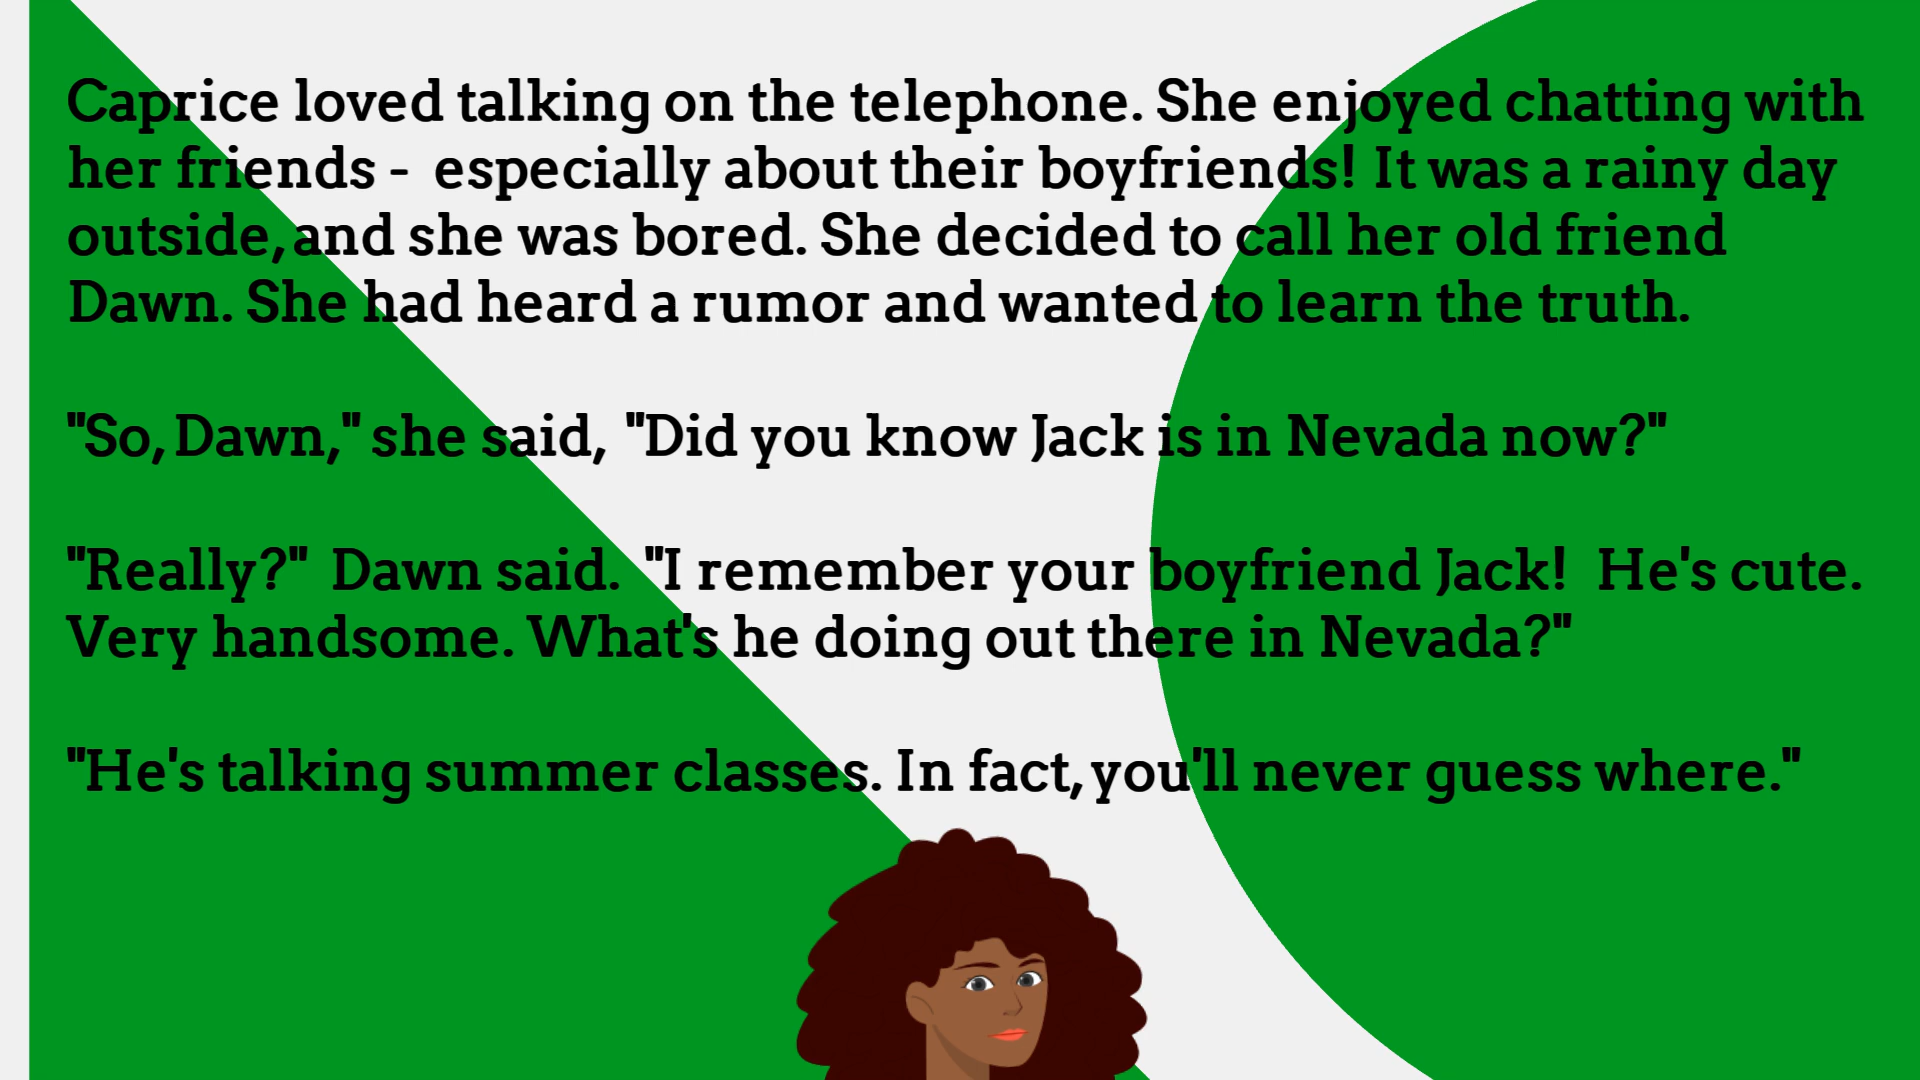 Caprice loved talking on the telephone. She enjoyed chatting with
her friends -  especially about their boyfriends! It was a rainy day
outside, and she was bored. She decided to call her old friend
Dawn. She had heard a rumor and wanted to learn the truth.
"So, Dawn," she said,  "Did you know Jack is in Nevada now?"
"Really?"  Dawn said.  "I remember your boyfriend Jack!  He's cute.
Very handsome. What's he doing out there in Nevada?"
"He's talking summer classes. In fact, you'll never guess where."